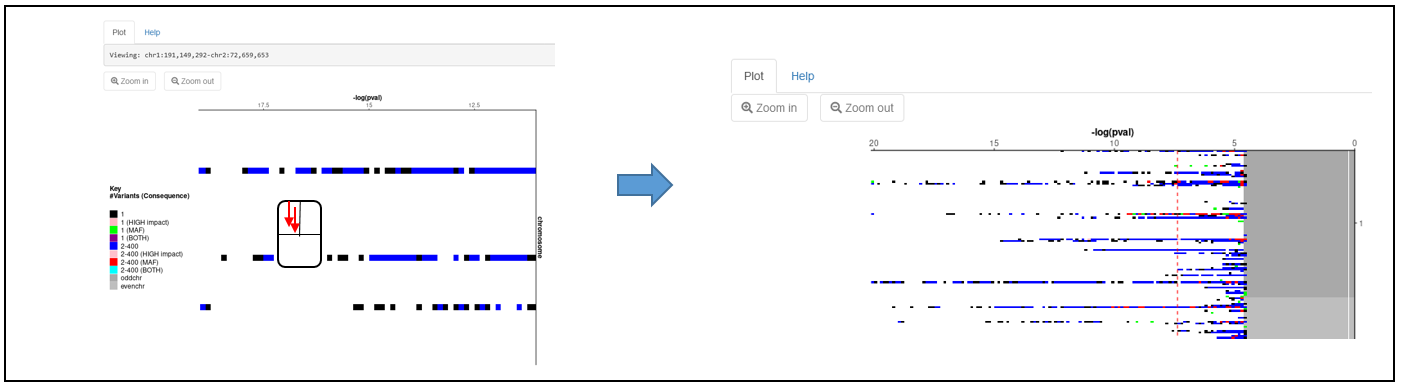 Plot Help
Viewing: chr1:191,149,292-chr2:72,659,653
Zoom in Zoom out
-log(pval)
17.5 15 12.5
Key
#Variants (Consequence)
1
1 (HIGH impact)
1 (MAF)
1 (BOTH)
2-400
2-400 (HIGH impact)
2-400 (MAF)
2-400 (BOTH)
oddchr
evenchr
chromosome
Plot Help
Zoom in Zoom out
-log(pval)
20 15 10 5 0
1